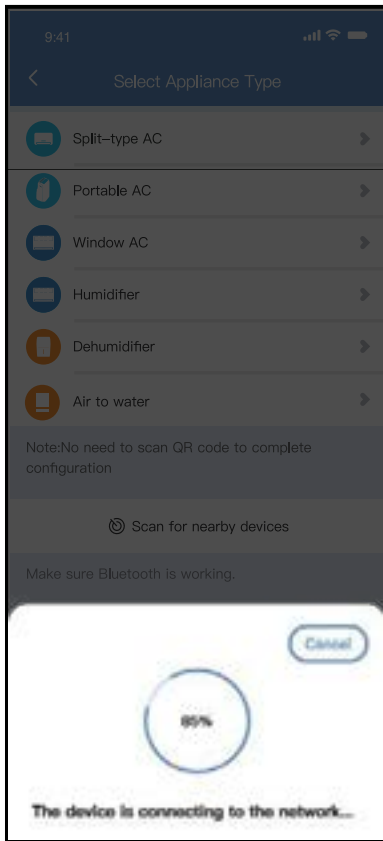 9:41
Select Appliance Type
Split-type AC
Portable AC
Window AC
Humidifier
Dehumidifier
Air to water
Note:No need to scan QR code to complete
configuration
Scan for nearby devices
Make sure Bluetooth is working.
Cancel
85%
The device is connecting to the network...